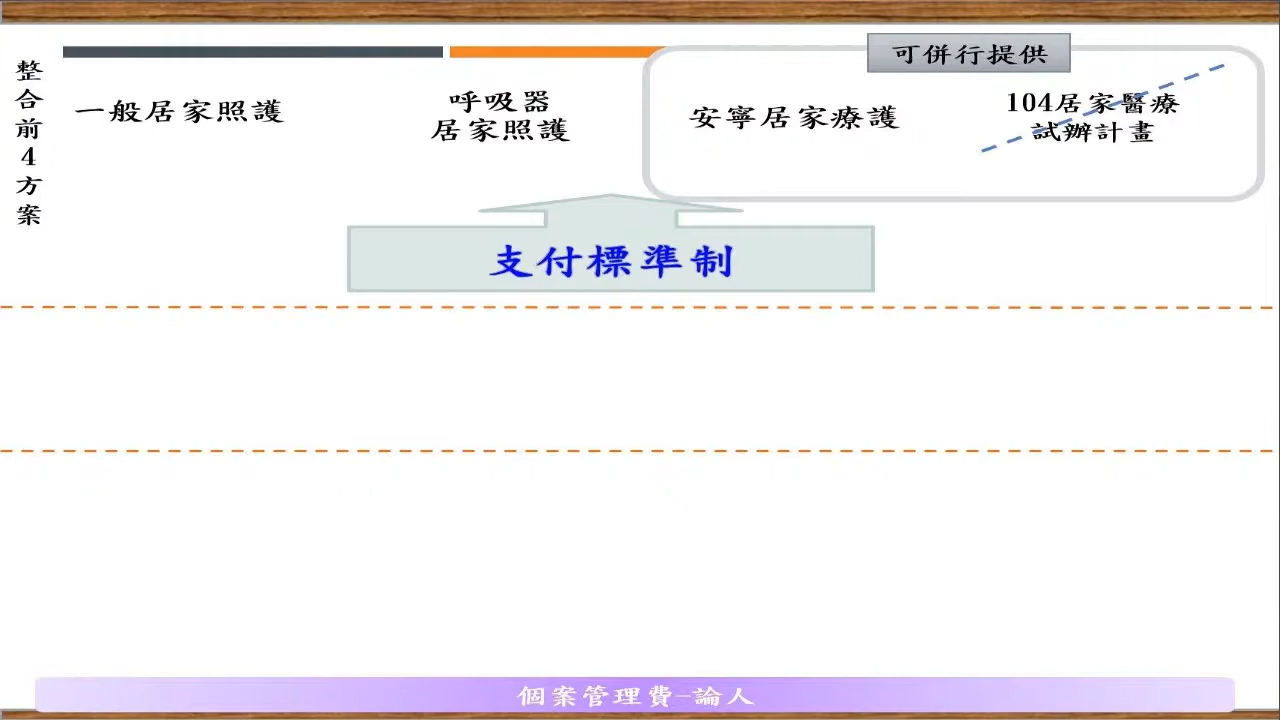 整合前4方案
可併行提供
一般居家照護
呼吸器
居家照護
安寧居家療護
104居家醫療
試辦計畫
支付標準制
個案管理費-論人